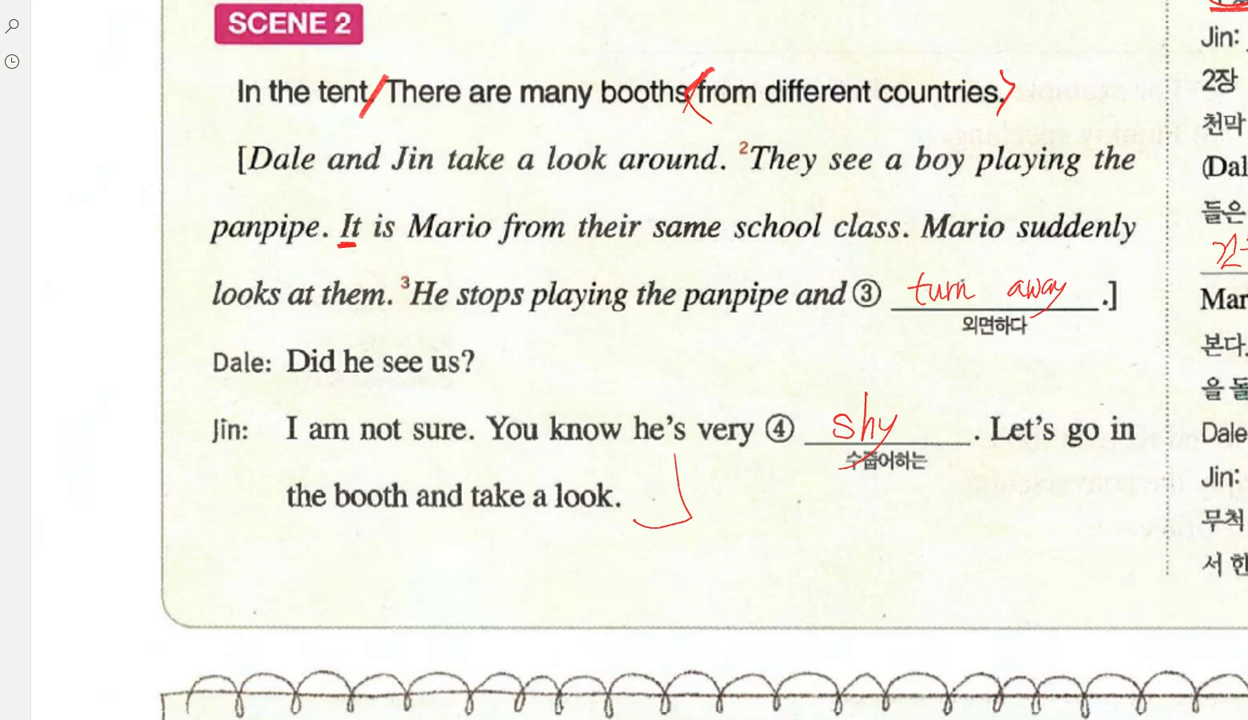 SCENE 2
In the tent, There are many booths from different countries.
Jin:
2장
[Dale and Jin take a look around. ²They see a boy playing the
천막
panpipe. It is Mario from their same school class. Mario suddenly
(Dal
들은
looks at them. ³He stops playing the panpipe and ③ turn away .]
외면하다
Mar
본다.
Dale: Did he see us?
을 돌
Jin: I am not sure. You know he's very ④ shy . Let's go in
수줍어하는
Dale
the booth and take a look.
Jin:
무척
서 한